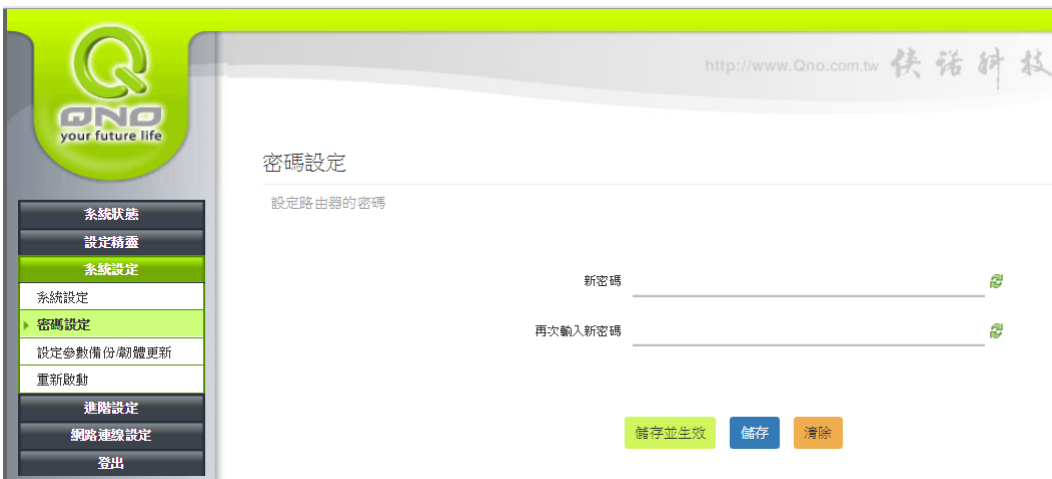 http://www.Qno.com.tw 俠諾科技
QNO
your future life
密碼設定
設定路由器的密碼
系統狀態
設定精靈
系統設定
系統設定
密碼設定
設定參數備份/韌體更新
重新啟動
進階設定
網路連線設定
登出
新密碼
再次輸入新密碼
儲存並生效
儲存
清除